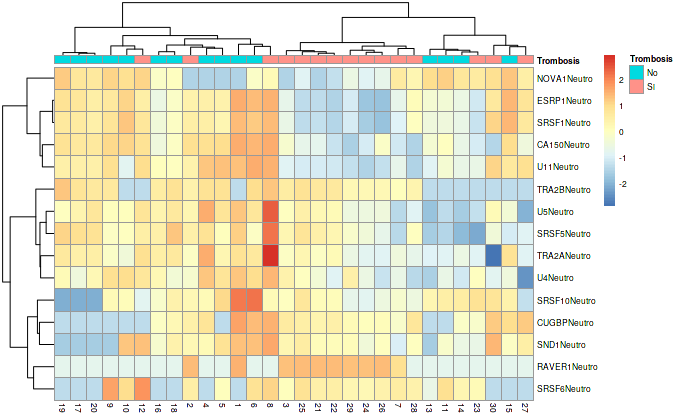 Trombosis
Trombosis
No
SI
2
1
0
-1
-2
NOVA1Neutro
ESRP1Neutro
SRSF1Neutro
CA150Neutro
U11Neutro
TRA2BNeutro
U5Neutro
SRSF5Neutro
TRA2ANeutro
U4Neutro
SRSF10Neutro
CUGBPNeutro
SND1Neutro
RAVER1Neutro
SRSF6Neutro
19 17 20 9 10 12 16 18 2 4 5 1 6 8 3 25 21 22 29 24 26 7 28 13 11 14 23 30 15 27